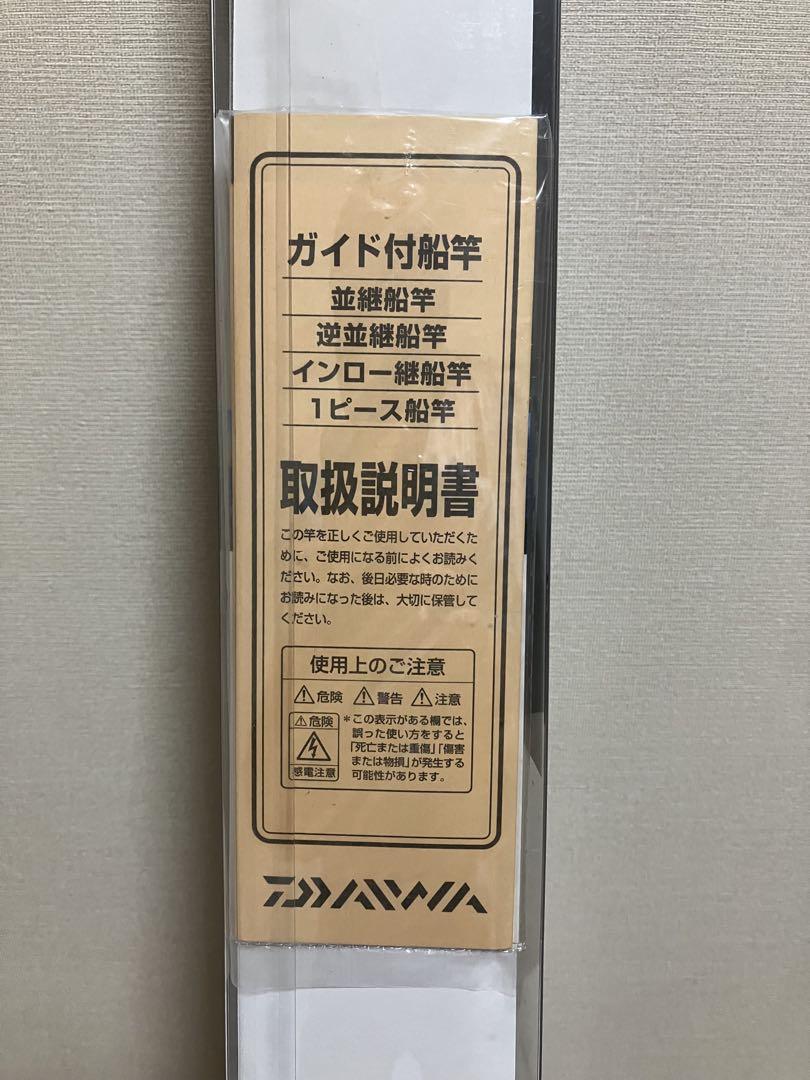 ガイド付船竿
並継船竿
逆並継船竿
インロー継船竿
1ピース船竿
取扱説明書
この竿を正しくご使用していただくた
めに、ご使用になる前によくお読みく
ださい。なお、後日必要な時のために
お読みになった後は、大切に保管して
ください。
使用上のご注意
危険 警告 注意
危険
感電注意
＊この表示がある欄では、
誤った使い方をすると
「死亡または重傷」「傷害
または物損」が発生する
可能性があります。
DAIWA